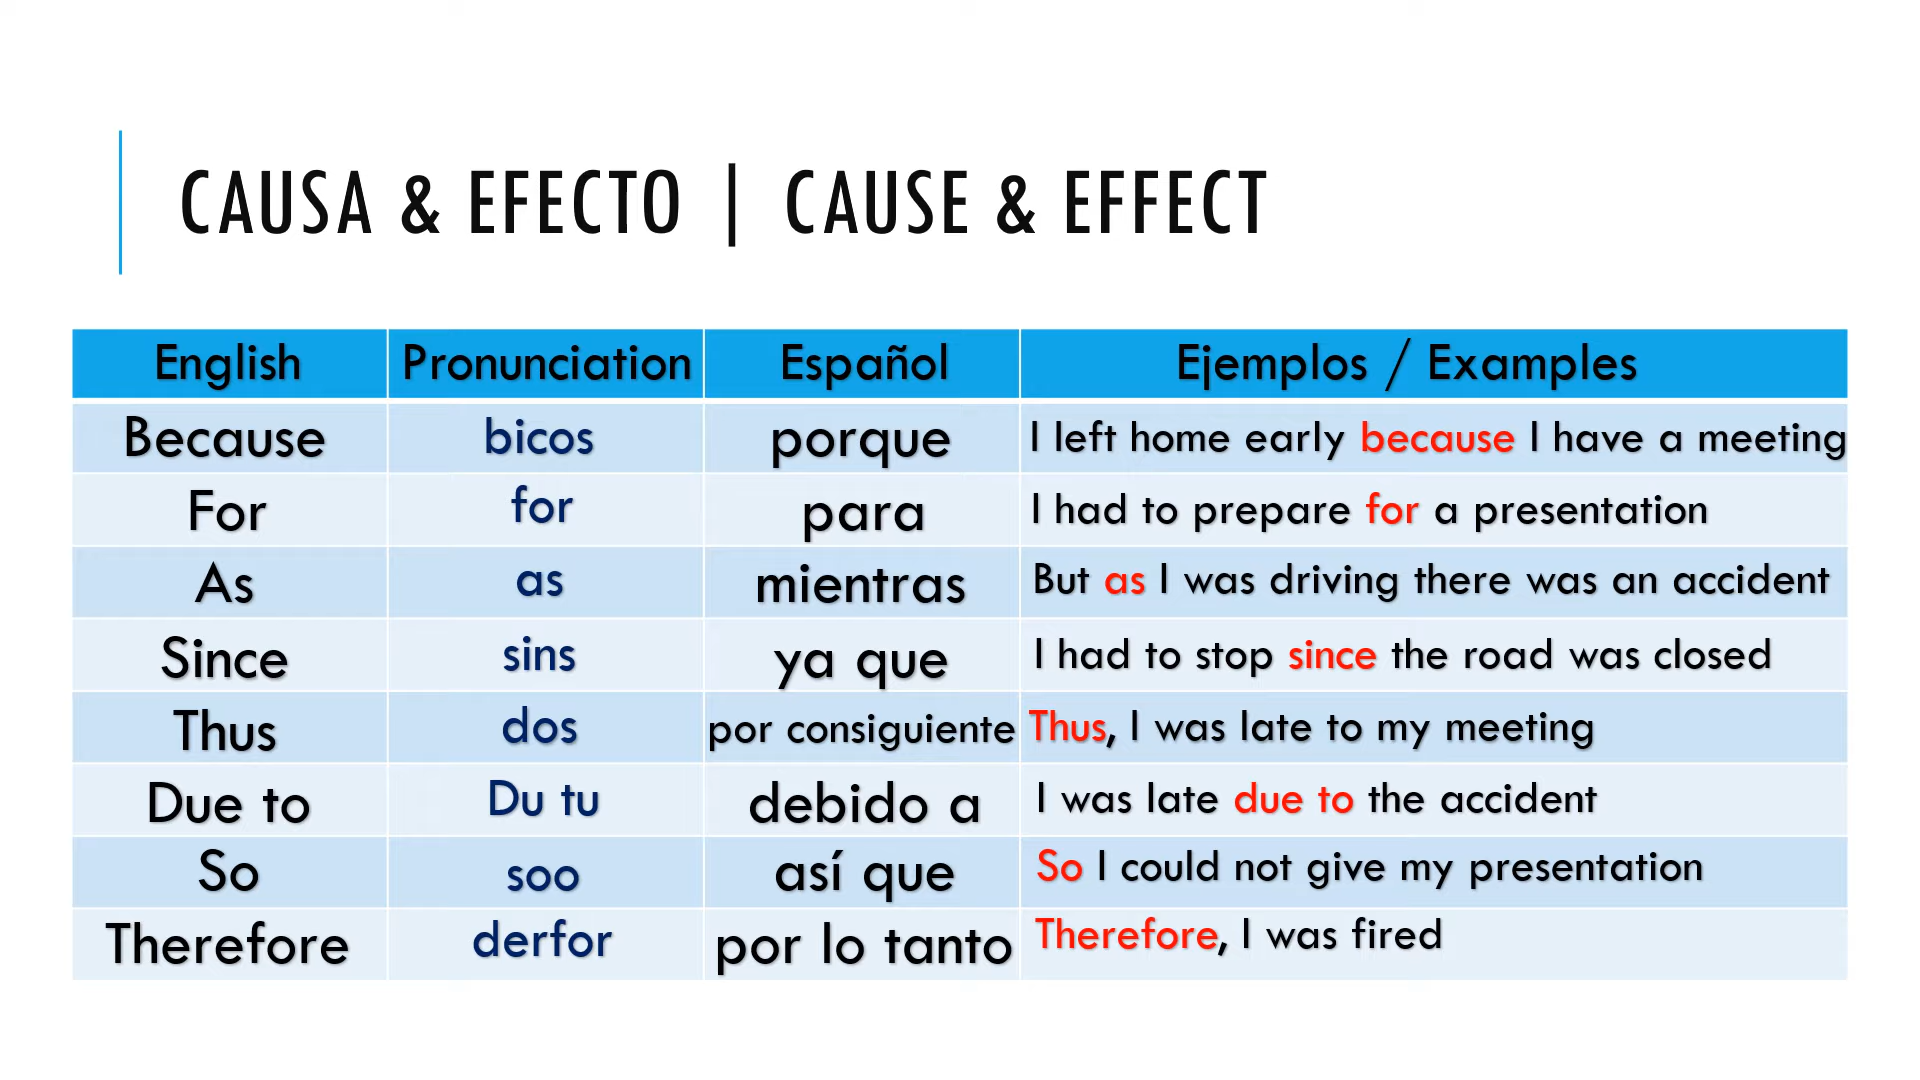 CAUSA & EFECTO | CAUSE & EFFECT
English Pronunciation Español Ejemplos / Examples
Because bicos porque I left home early because I have a meeting
For for para I had to prepare for a presentation
As as mientras But as I was driving there was an accident
Since sins ya que I had to stop since the road was closed
Thus dos por consiguiente Thus, I was late to my meeting
Due to Du tu debido a I was late due to the accident
So soo así que So I could not give my presentation
Therefore derfor por lo tanto Therefore, I was fired